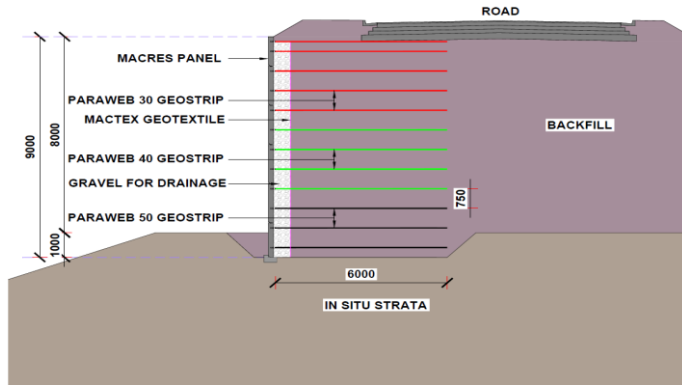 ROAD
MACRES PANEL
PARAWEB 30 GEOSTRIP
MACTEX GEOTEXTILE
BACKFILL
9000
8000
PARAWEB 40 GEOSTRIP
GRAVEL FOR DRAINAGE
750
PARAWEB 50 GEOSTRIP
1000
6000
IN SITU STRATA